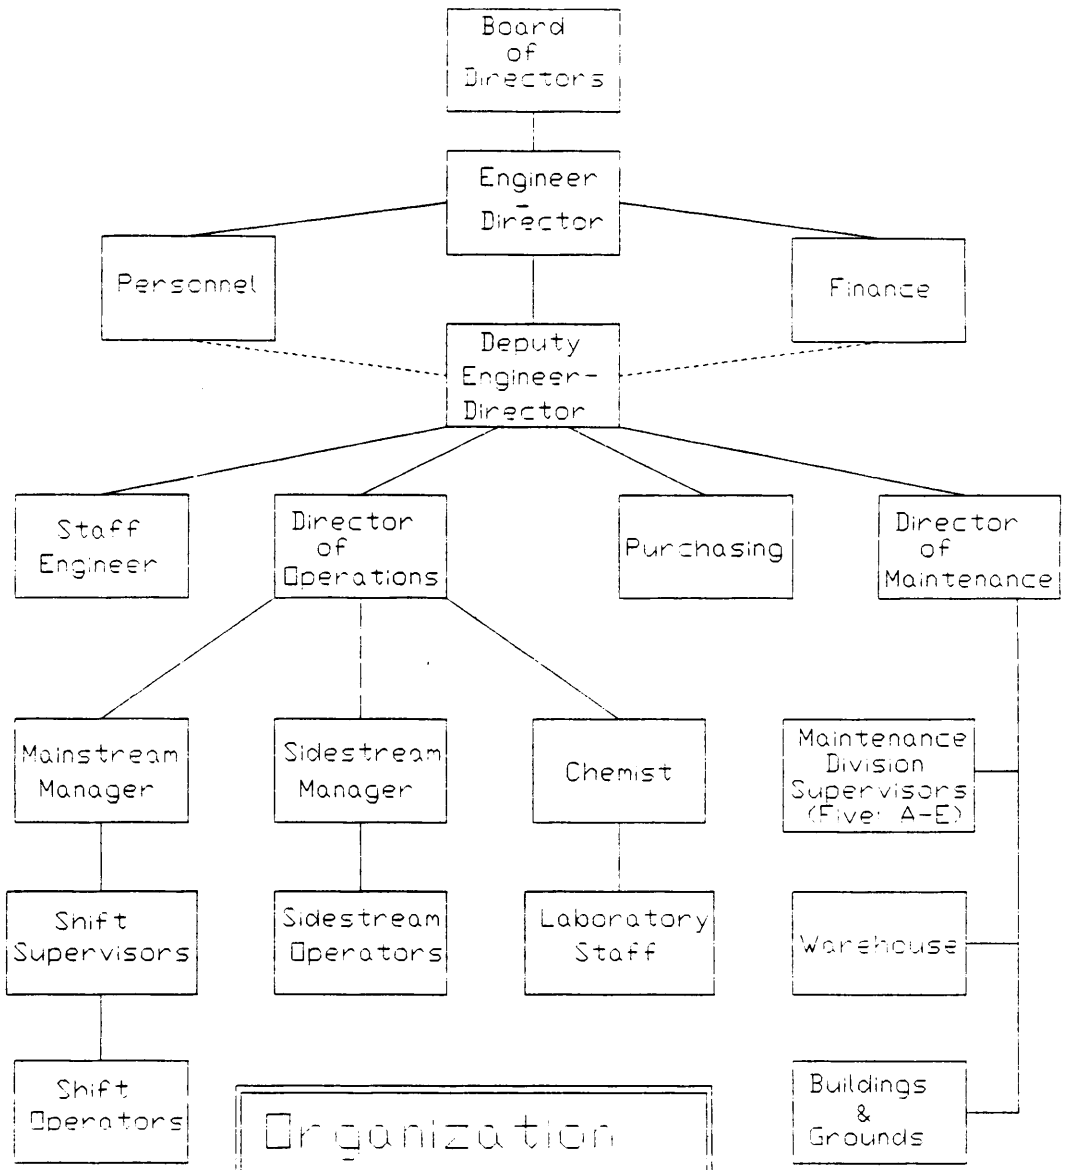 Board
of
Directors
Engineer
-
Director
Personnel
Finance
Deputy
Engineer-
Director
Staff
Engineer
Director
of
Operations
Purchasing
Director
of
Maintenance
Mainstream
Manager
Sidestream
Manager
Chemist
Maintenance
Division
Supervisors
(Five: A-E)
Shift
Supervisors
Sidestream
Operators
Laboratory
Staff
Warehouse
Shift
Operators
Buildings
&
Grounds
Organization